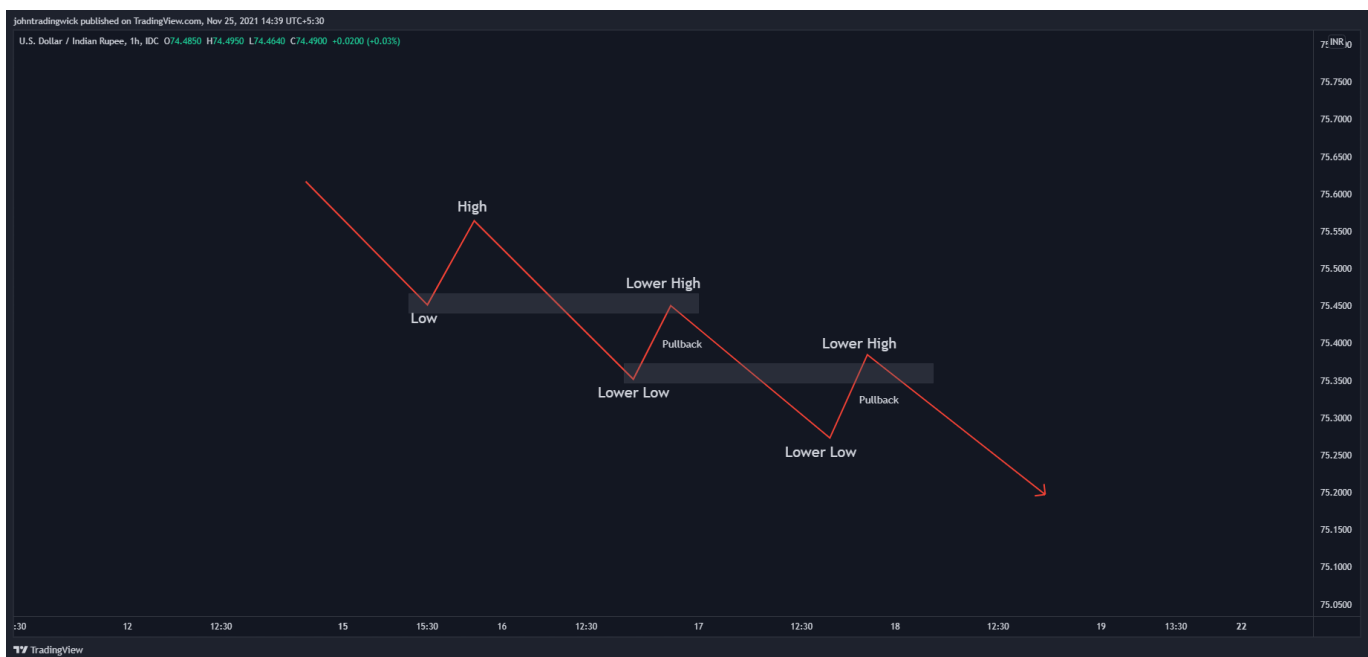 johntradingwick published on TradingView.com, Nov 25, 2021 14:39 UTC+5:30
U.S. Dollar / Indian Rupee, 1h, IDC O74.4850 H74.4950 L74.4640 C74.4900 +0.0200 (+0.03%)
INR
75.7500
75.7000
75.6500
75.6000
High
75.5500
75.5000
Lower High
75.4500
Low
Pullback
Lower High
75.4000
75.3500
Lower Low
Pullback
75.3000
Lower Low
75.2500
75.2000
75.1500
75.1000
75.0500
:30 12 12:30 15 15:30 16 12:30 17 12:30 18 12:30 19 13:30 22
TradingView